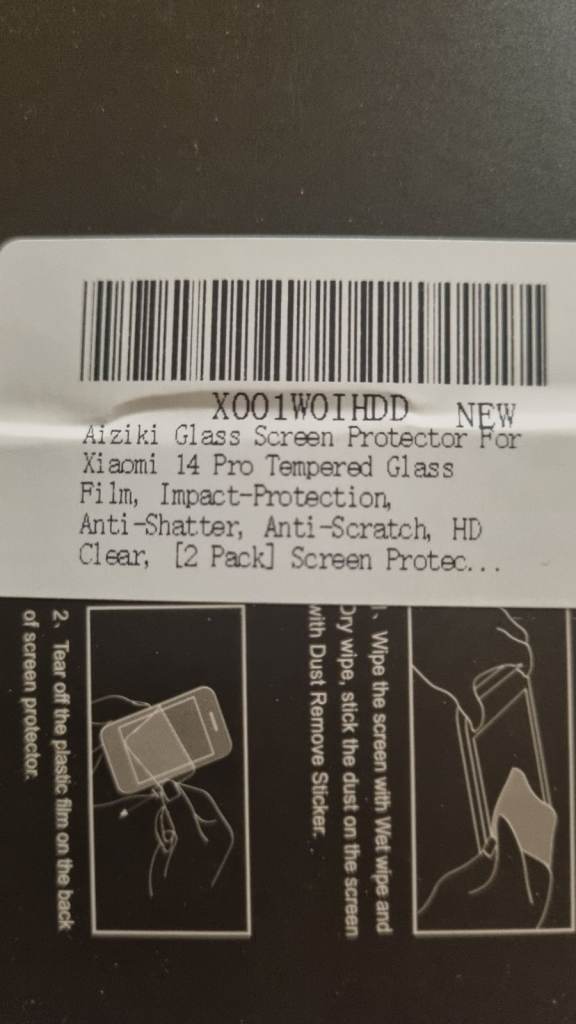 X001W0IHDD NEW
Aiziki Glass Screen Protector For
Xiaomi 14 Pro Tempered Glass
Film, Impact-Protection,
Anti-Shatter, Anti-Scratch, HD
Clear, [2 Pack] Screen Protec...
1、Wipe the screen with Wet wipe and
Dry wipe, stick the dust on the screen
with Dust Remove Sticker.
2、Tear off the plastic film on the back
of screen protector.